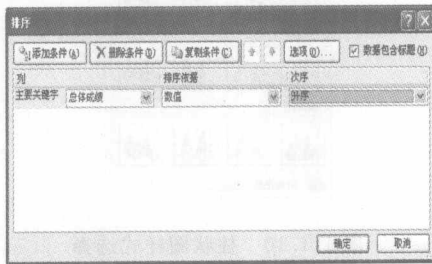 排序
添加条件(A) 删除条件(D) 复制条件(C) 选项(O)... 数据包含标题(H)
列 排序依据 次序
主要关键字 总体成绩 数值 升序
确定 取消